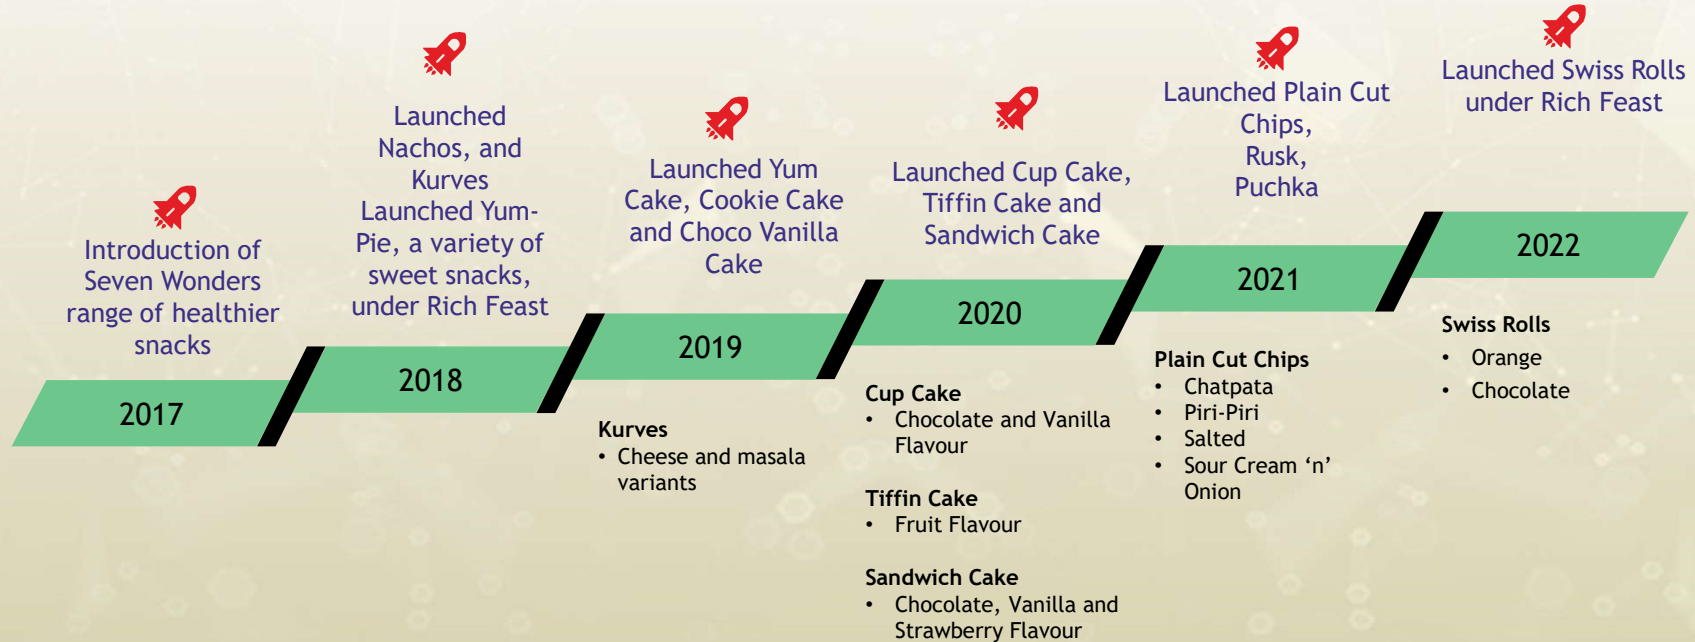 Introduction of
Seven Wonders
range of healthier
snacks
2017
Launched
Nachos, and
Kurves
Launched Yum-
Pie, a variety of
sweet snacks,
under Rich Feast
2018
Launched Yum
Cake, Cookie Cake
and Choco Vanilla
Cake
2019
Kurves
• Cheese and masala
variants
Launched Cup Cake,
Tiffin Cake and
Sandwich Cake
2020
Cup Cake
• Chocolate and Vanilla
Flavour
Tiffin Cake
• Fruit Flavour
Sandwich Cake
• Chocolate, Vanilla and
Strawberry Flavour
Launched Plain Cut
Chips,
Rusk,
Puchka
2021
Plain Cut Chips
• Chatpata
• Piri-Piri
• Salted
• Sour Cream ‘n’
Onion
Launched Swiss Rolls
under Rich Feast
2022
Swiss Rolls
• Orange
• Chocolate